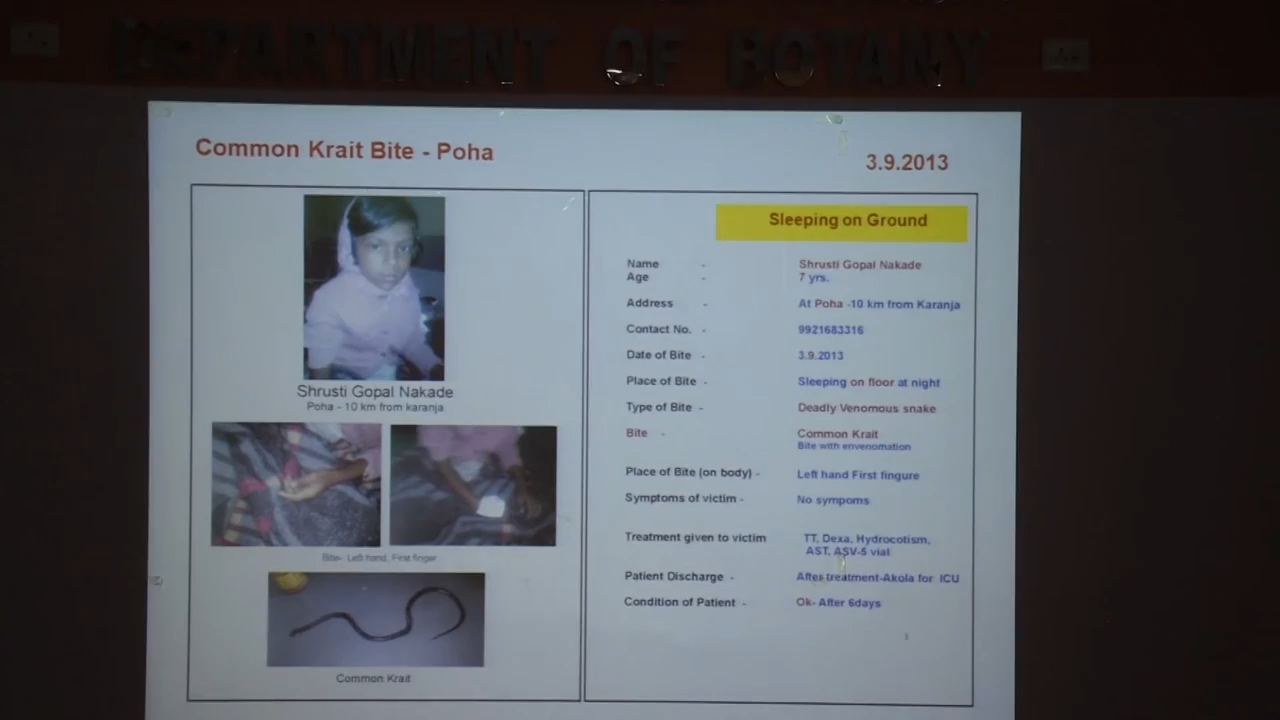 DEPARTMENT OF BOTANY
Common Krait Bite - Poha
3.9.2013
Shrusti Gopal Nakade
Poha - 10 km from karanja
Bite- Left hand, First finger
Common Krait
Sleeping on Ground
Name - Shrusti Gopal Nakade
Age - 7 yrs.
Address - At Poha -10 km from Karanja
Contact No. - 9921683316
Date of Bite - 3.9.2013
Place of Bite - Sleeping on floor at night
Type of Bite - Deadly Venomous snake
Bite - Common Krait
Bite with envenomation
Place of Bite (on body) - Left hand First fingure
Symptoms of victim - No sympoms
Treatment given to victim TT, Dexa, Hydrocotism,
AST, ASV-5 vial
Patient Discharge - After treatment-Akola for ICU
Condition of Patient - Ok- After 6days